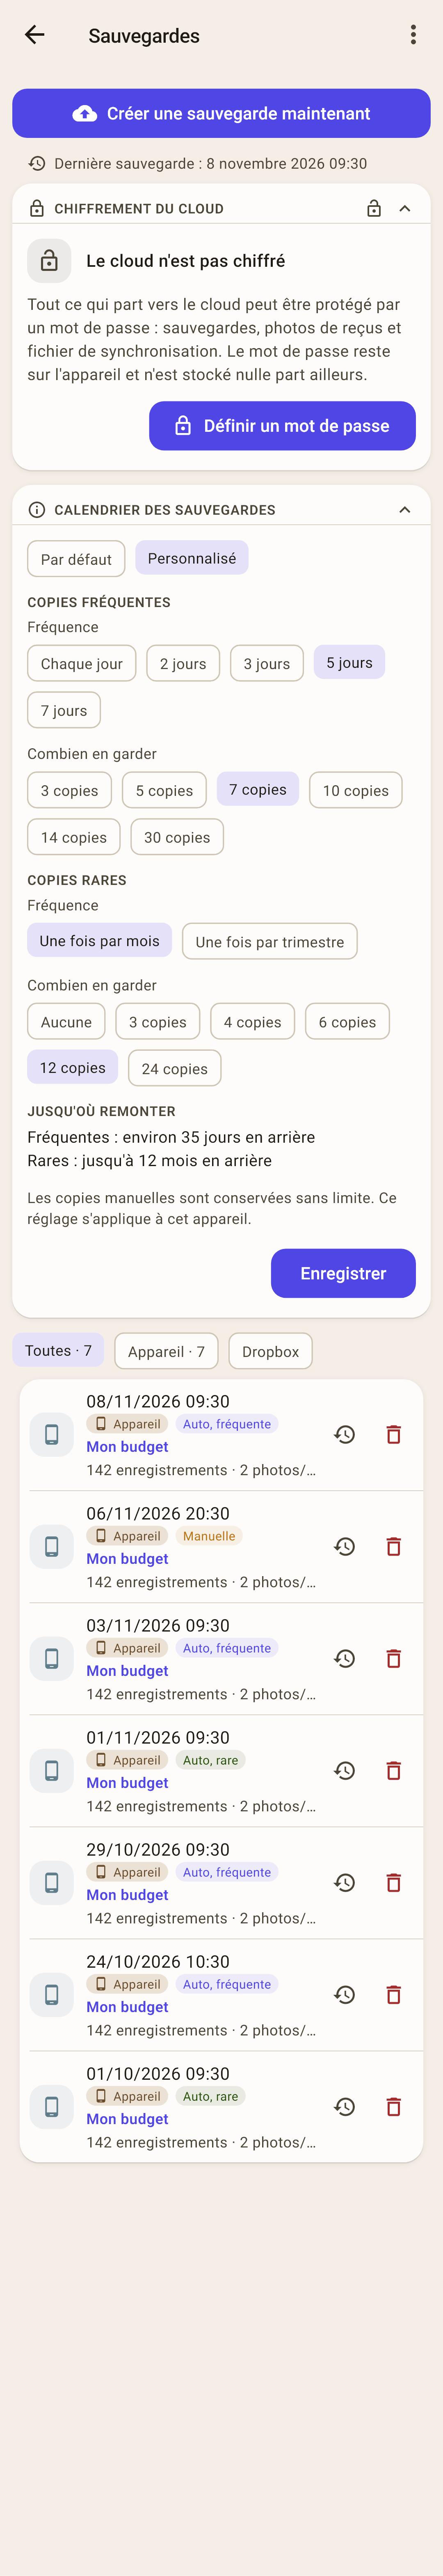 Sauvegardes
Créer une sauvegarde maintenant
Dernière sauvegarde : 8 novembre 2026 09:30
CHIFFREMENT DU CLOUD
Le cloud n'est pas chiffré
Tout ce qui part vers le cloud peut être protégé par
un mot de passe : sauvegardes, photos de reçus et
fichier de synchronisation. Le mot de passe reste
sur l'appareil et n'est stocké nulle part ailleurs.
Définir un mot de passe
CALENDRIER DES SAUVEGARDES
Par défaut Personnalisé
COPIES FRÉQUENTES
Fréquence
Chaque jour 2 jours 3 jours 5 jours
7 jours
Combien en garder
3 copies 5 copies 7 copies 10 copies
14 copies 30 copies
COPIES RARES
Fréquence
Une fois par mois Une fois par trimestre
Combien en garder
Aucune 3 copies 4 copies 6 copies
12 copies 24 copies
JUSQU'OÙ REMONTER
Fréquentes : environ 35 jours en arrière
Rares : jusqu'à 12 mois en arrière
Les copies manuelles sont conservées sans limite. Ce
réglage s'applique à cet appareil.
Enregistrer
Toutes · 7 Appareil · 7 Dropbox
08/11/2026 09:30
Appareil Auto, fréquente
Mon budget
142 enregistrements · 2 photos/…
06/11/2026 20:30
Appareil Manuelle
Mon budget
142 enregistrements · 2 photos/…
03/11/2026 09:30
Appareil Auto, fréquente
Mon budget
142 enregistrements · 2 photos/…
01/11/2026 09:30
Appareil Auto, rare
Mon budget
142 enregistrements · 2 photos/…
29/10/2026 09:30
Appareil Auto, fréquente
Mon budget
142 enregistrements · 2 photos/…
24/10/2026 10:30
Appareil Auto, fréquente
Mon budget
142 enregistrements · 2 photos/…
01/10/2026 09:30
Appareil Auto, rare
Mon budget
142 enregistrements · 2 photos/…